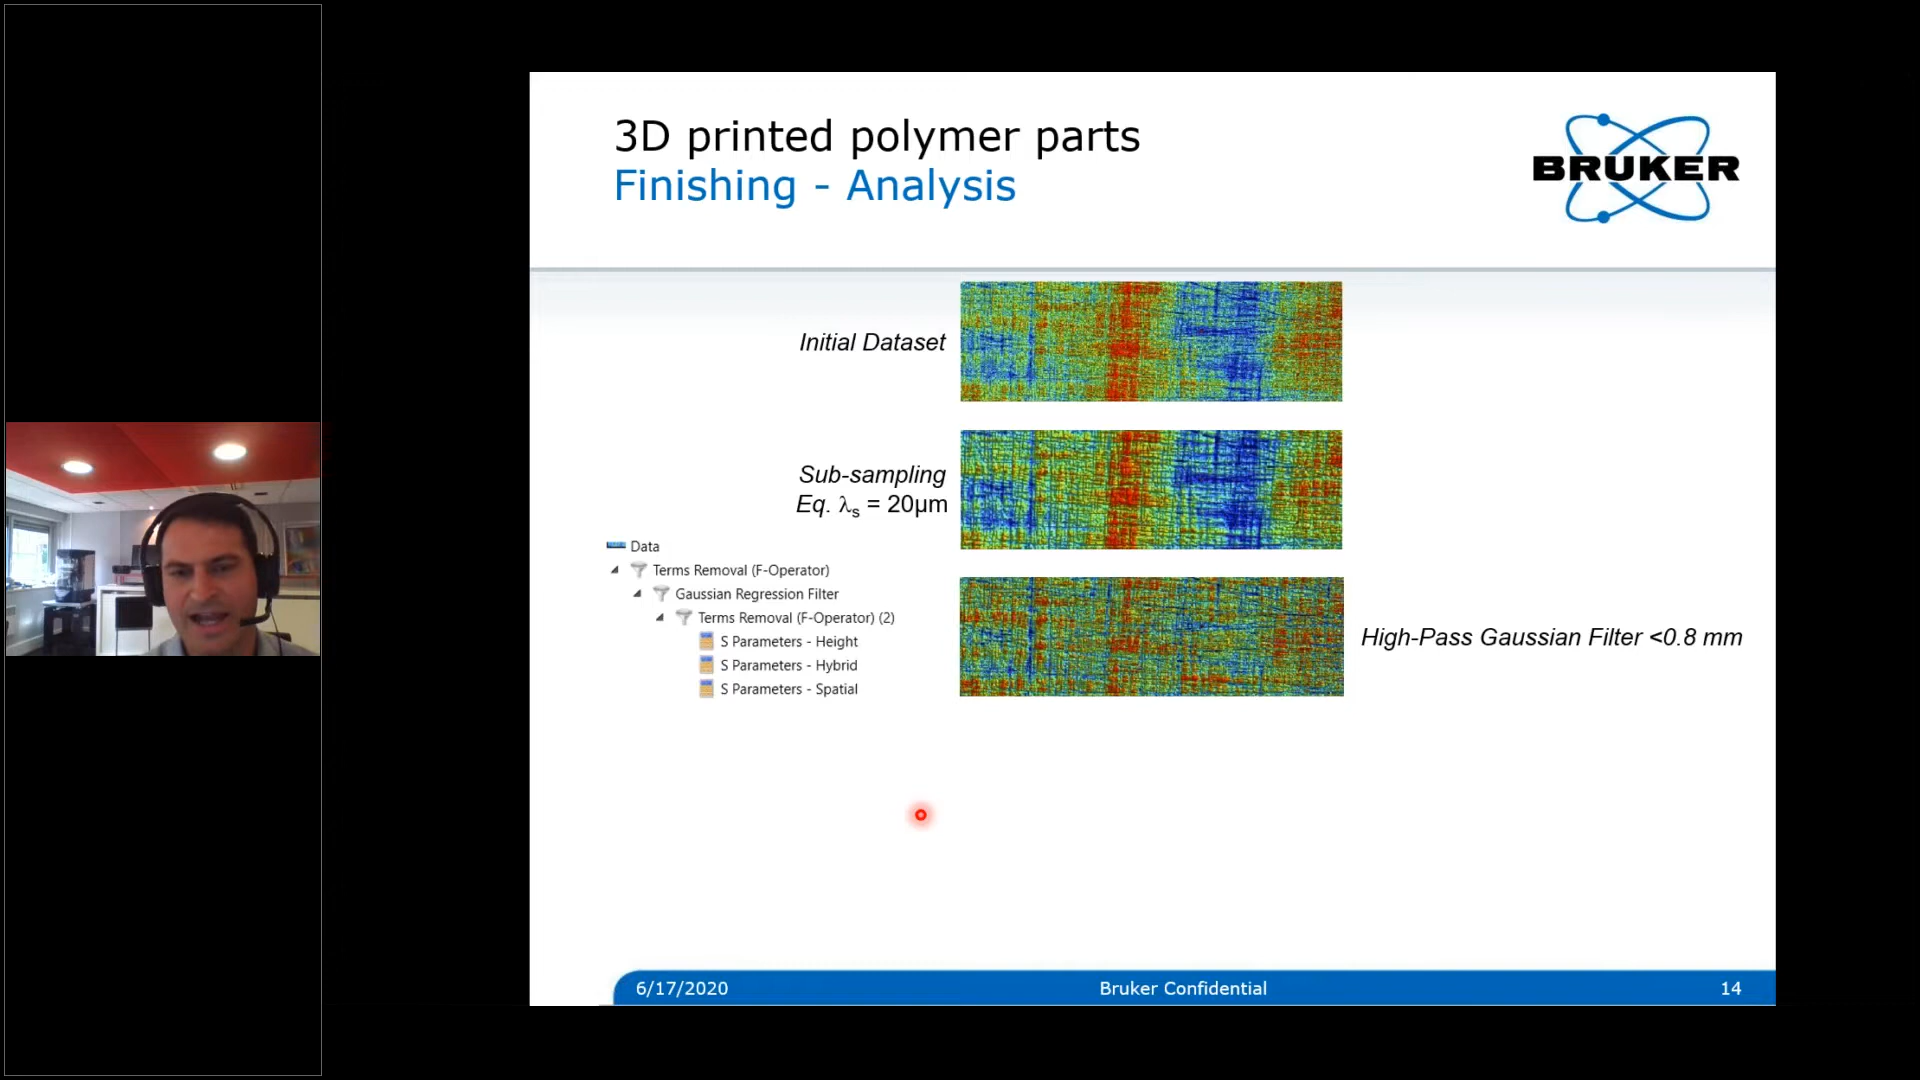 3D printed polymer parts
Finishing - Analysis
BRUKER
Initial Dataset
Sub-sampling
Eq. λs = 20μm
Data
Terms Removal (F-Operator)
Gaussian Regression Filter
Terms Removal (F-Operator) (2)
S Parameters - Height
S Parameters - Hybrid
S Parameters - Spatial
High-Pass Gaussian Filter <0.8 mm
6/17/2020
Bruker Confidential
14